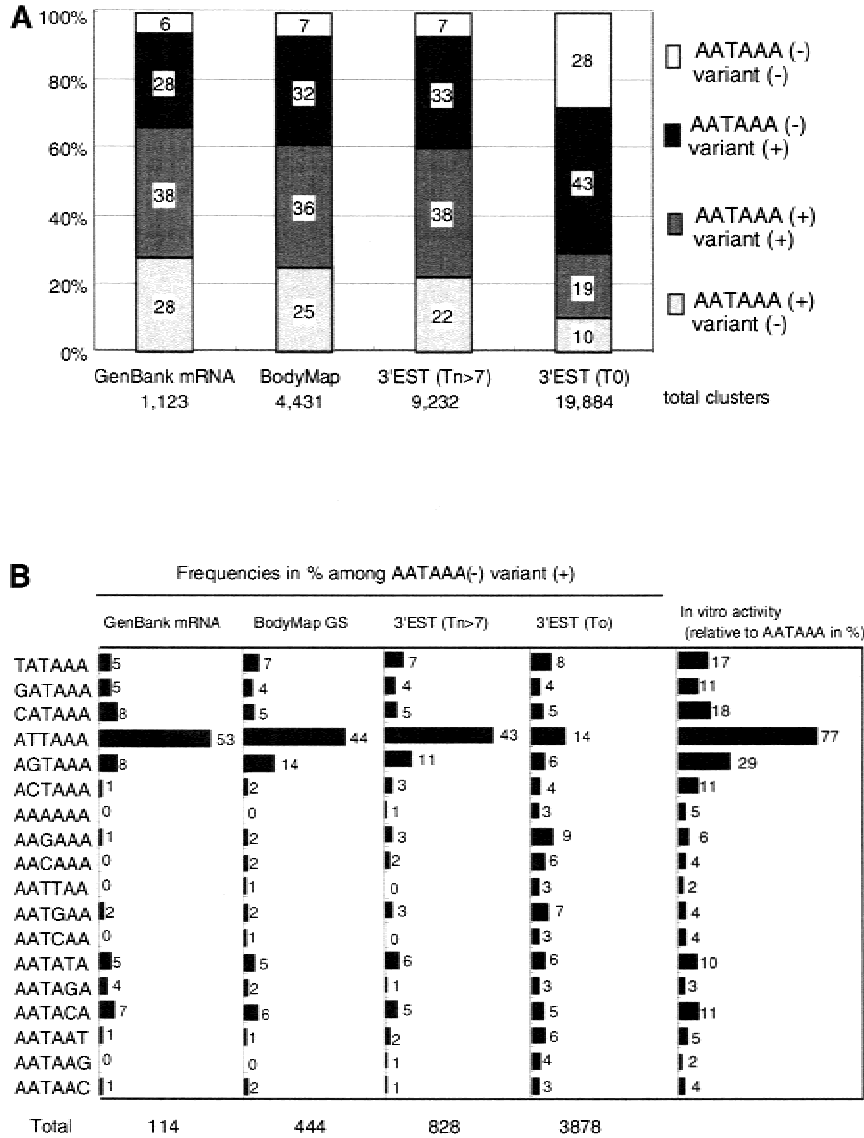 A
100%
80%
60%
40%
20%
0%
6 7 7 28
28 32 33 43
38 36 38 19
28 25 22 10
AATAAA (-)
variant (-)
AATAAA (-)
variant (+)
AATAAA (+)
variant (+)
AATAAA (+)
variant (-)
GenBank mRNA BodyMap 3'EST (Tn>7) 3'EST (T0)
1,123 4,431 9,232 19,884 total clusters
B
Frequencies in % among AATAAA(-) variant (+)
GenBank mRNA BodyMap GS 3'EST (Tn>7) 3'EST (To) In vitro activity
(relative to AATAAA in %)
TATAAA 5 7 7 8 17
GATAAA 5 4 4 4 11
CATAAA 8 5 5 5 18
ATTAAA 53 44 43 14 77
AGTAAA 8 14 11 6 29
ACTAAA 1 2 3 4 11
AAAAAA 0 0 1 3 5
AAGAAA 1 2 3 9 6
AACAAA 0 2 2 6 4
AATTAA 0 1 0 3 2
AATGAA 2 2 3 7 4
AATCAA 0 1 0 3 4
AATATA 5 5 6 6 10
AATAGA 4 2 1 3 3
AATACA 7 6 5 5 11
AATAAT 1 1 2 6 5
AATAAG 0 0 1 4 2
AATAAC 1 2 1 3 4
Total 114 444 828 3878